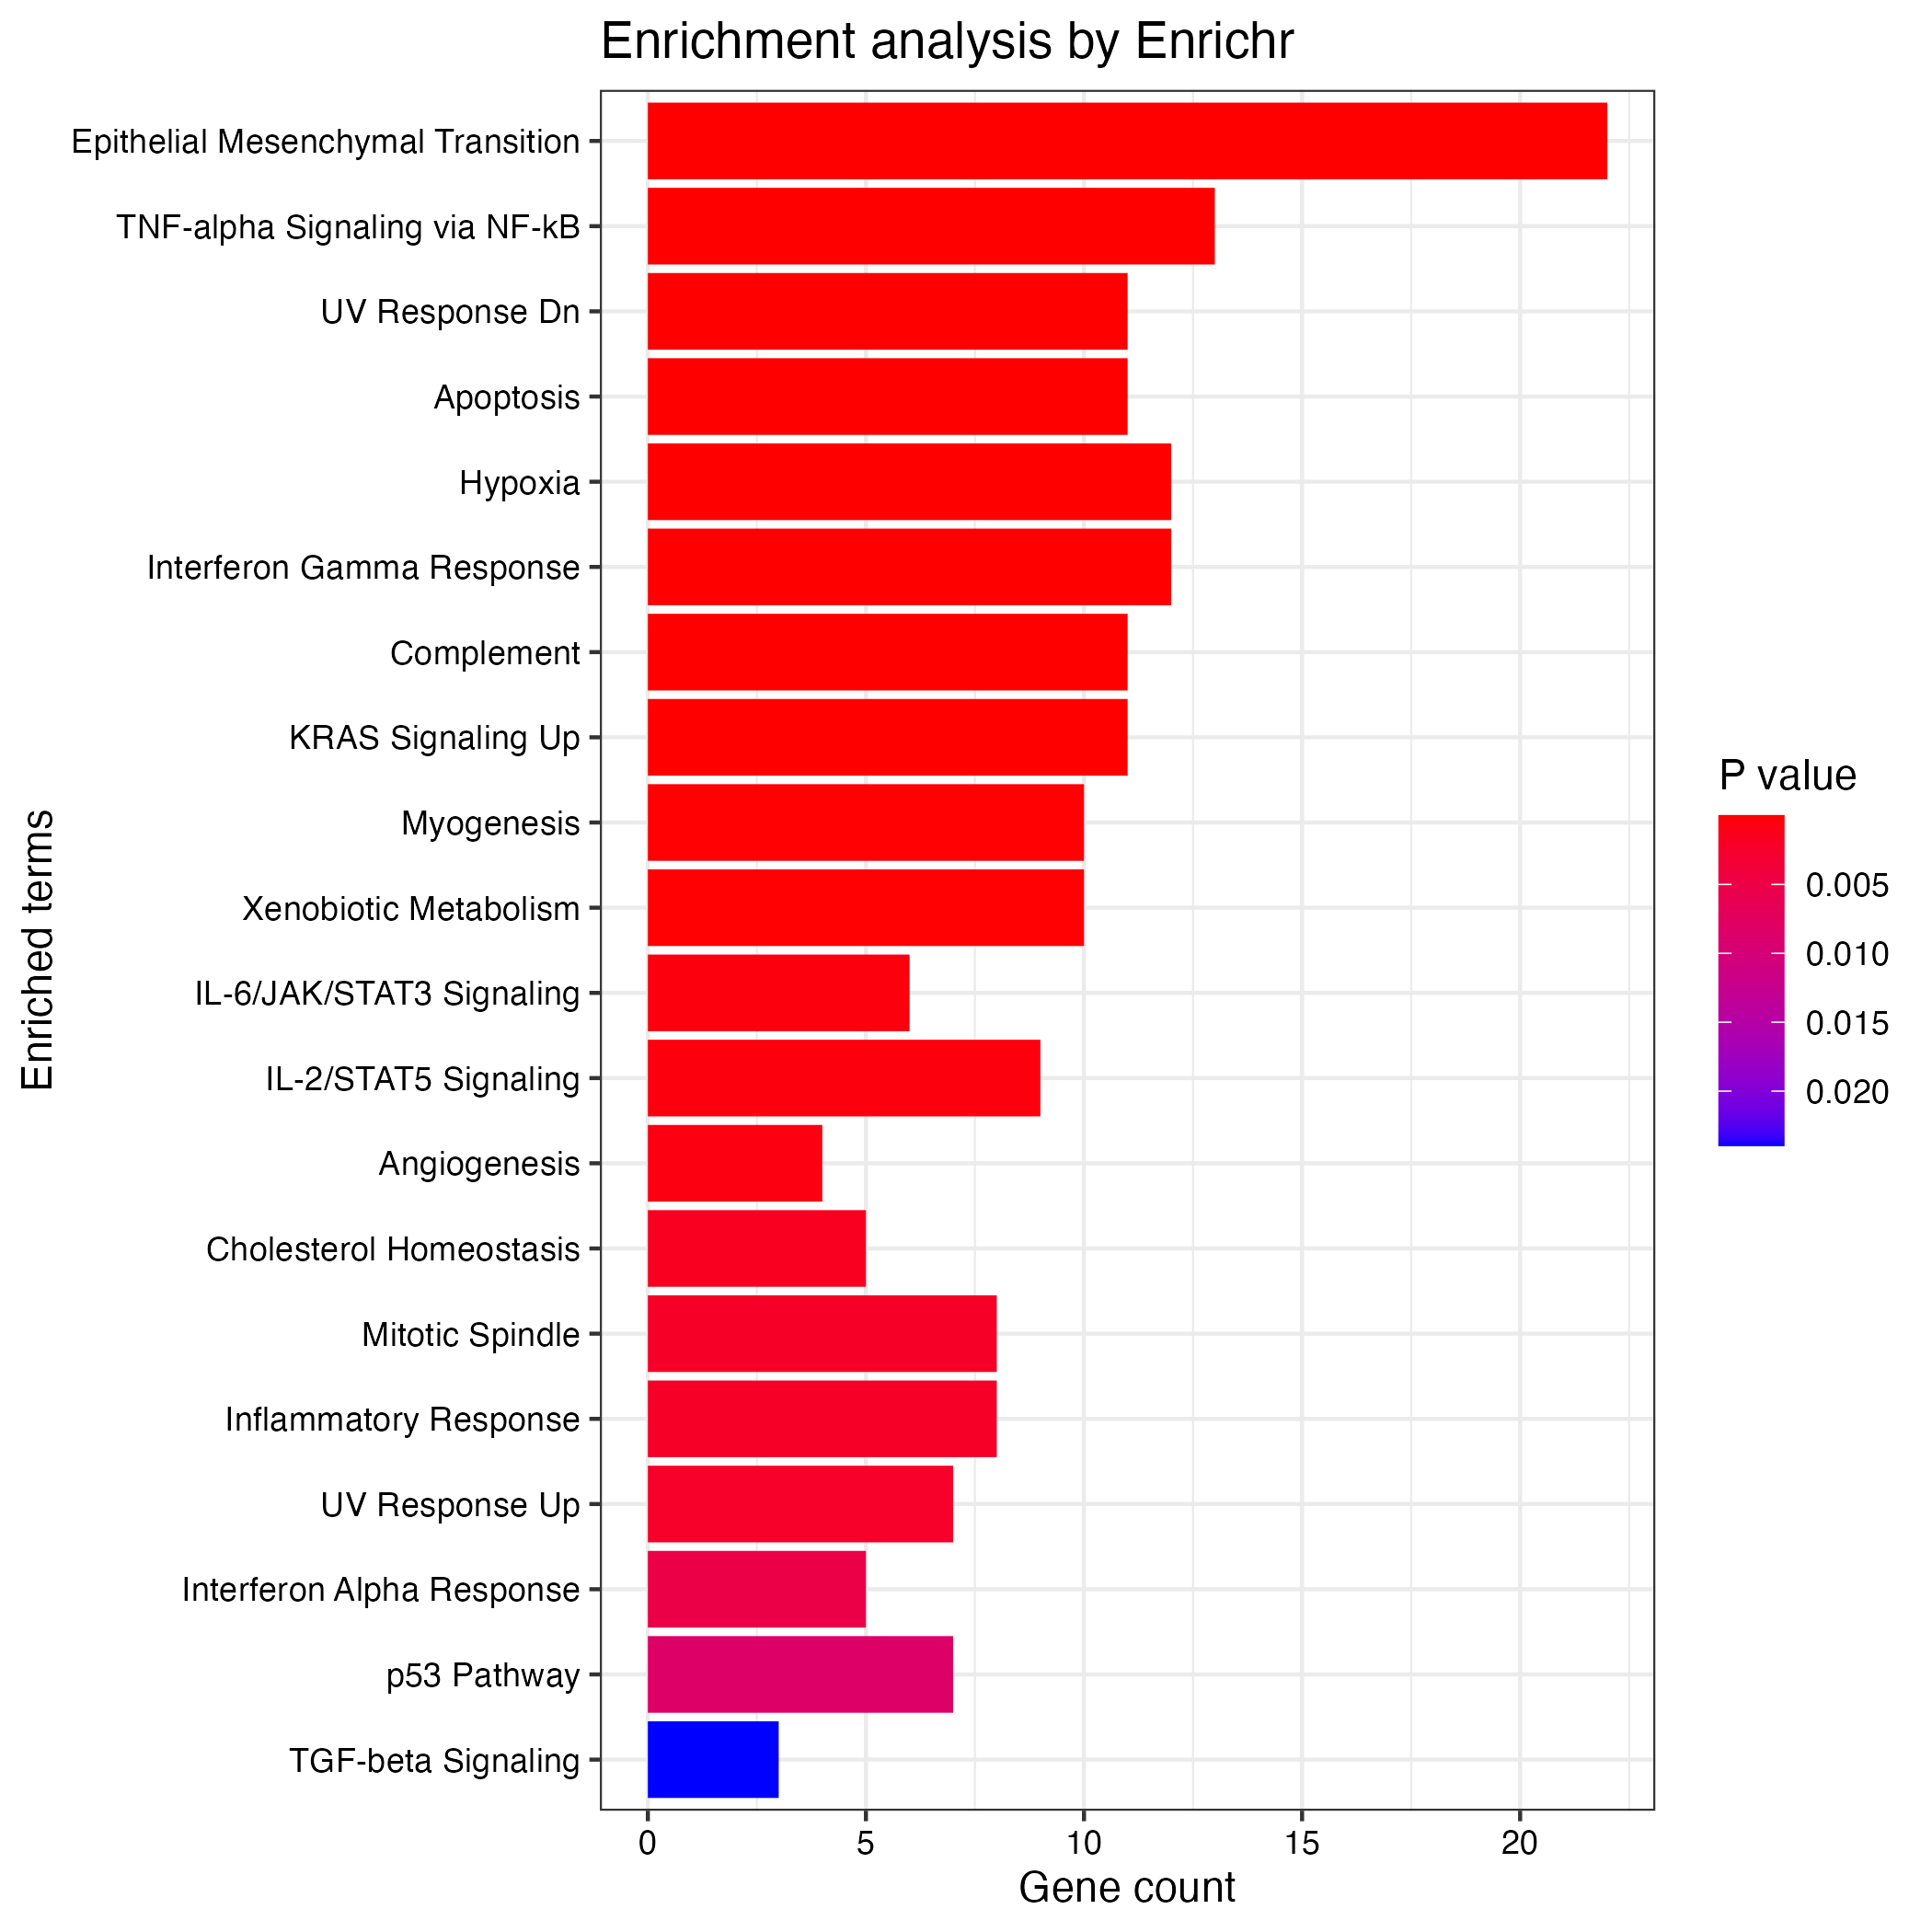 Enrichment analysis by Enrichr
Epithelial Mesenchymal Transition
TNF-alpha Signaling via NF-kB
UV Response Dn
Apoptosis
Hypoxia
Interferon Gamma Response
Complement
KRAS Signaling Up
Myogenesis
Xenobiotic Metabolism
IL-6/JAK/STAT3 Signaling
IL-2/STAT5 Signaling
Angiogenesis
Cholesterol Homeostasis
Mitotic Spindle
Inflammatory Response
UV Response Up
Interferon Alpha Response
p53 Pathway
TGF-beta Signaling
Enriched terms
0 5 10 15 20
Gene count
P value
0.005
0.010
0.015
0.020